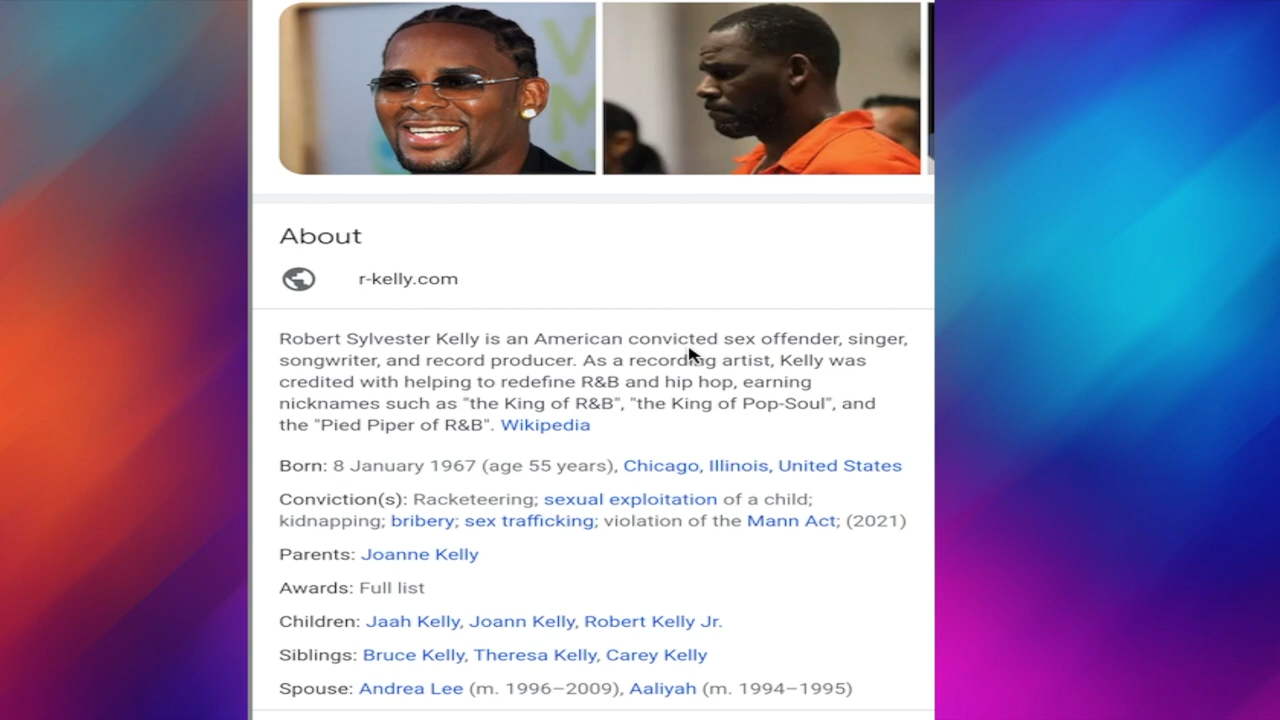 About
r-kelly.com
Robert Sylvester Kelly is an American convicted sex offender, singer,
songwriter, and record producer. As a recording artist, Kelly was
credited with helping to redefine R&B and hip hop, earning
nicknames such as "the King of R&B", "the King of Pop-Soul", and
the "Pied Piper of R&B". Wikipedia
Born: 8 January 1967 (age 55 years), Chicago, Illinois, United States
Conviction(s): Racketeering; sexual exploitation of a child;
kidnapping; bribery; sex trafficking; violation of the Mann Act; (2021)
Parents: Joanne Kelly
Awards: Full list
Children: Jaah Kelly, Joann Kelly, Robert Kelly Jr.
Siblings: Bruce Kelly, Theresa Kelly, Carey Kelly
Spouse: Andrea Lee (m. 1996–2009), Aaliyah (m. 1994–1995)